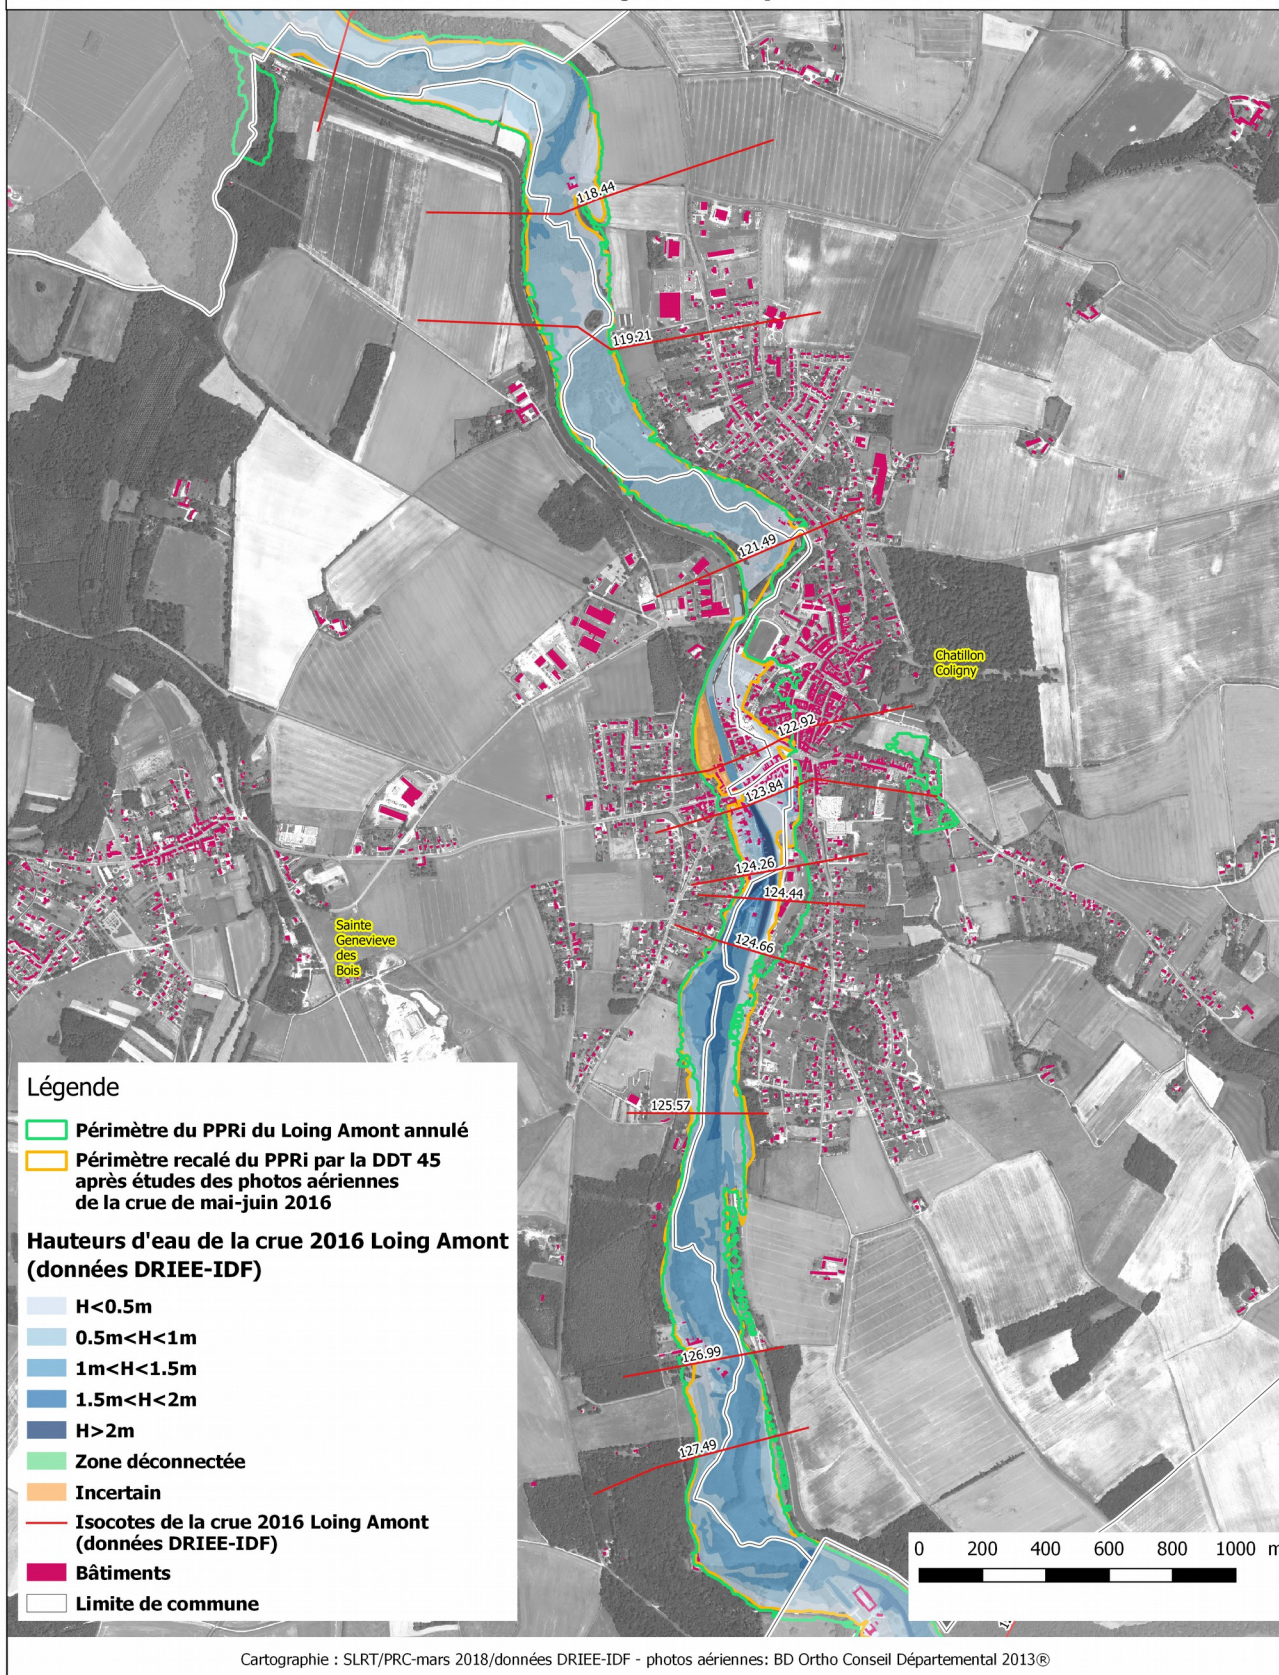 118.44
119.21
121.49
Chatillon
Coligny
122.92
123.84
124.26
124.44
124.66
Sainte
Genevieve
des
Bois
125.57
126.99
127.49
Légende
Périmètre du PPRi du Loing Amont annulé
Périmètre recalé du PPRi par la DDT 45
après études des photos aériennes
de la crue de mai-juin 2016
Hauteurs d'eau de la crue 2016 Loing Amont
(données DRIEE-IDF)
H<0.5m
0.5m<H<1m
1m<H<1.5m
1.5m<H<2m
H>2m
Zone déconnectée
Incertain
Isocotes de la crue 2016 Loing Amont
(données DRIEE-IDF)
Bâtiments
Limite de commune
0 200 400 600 800 1000 m
Cartographie : SLRT/PRC-mars 2018/données DRIEE-IDF - photos aériennes: BD Ortho Conseil Départemental 2013®